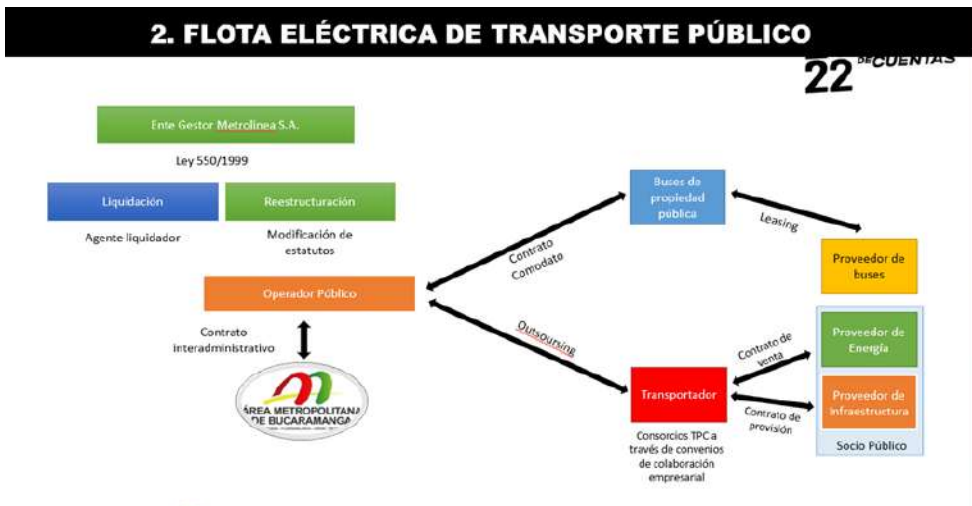 2. FLOTA ELÉCTRICA DE TRANSPORTE PÚBLICO
22 DECUENTAS
Ente Gestor Metrolinea S.A.
Ley 550/1999
Liquidación
Reestructuración
Agente liquidador
Modificación de
estatutos
Operador Público
Contrato
interadministrativo
ÁREA METROPOLITANA
DE BUCARAMANGA
Contrato
Comodato
Outsoursing
Buses de
propiedad
pública
Leasing
Proveedor de
buses
Transportador
Consorcios TPC a
través de convenios
de colaboración
empresarial
Contrato de
venta
Contrato de
provisión
Proveedor de
Energía
Proveedor de
Infraestructura
Socio Público